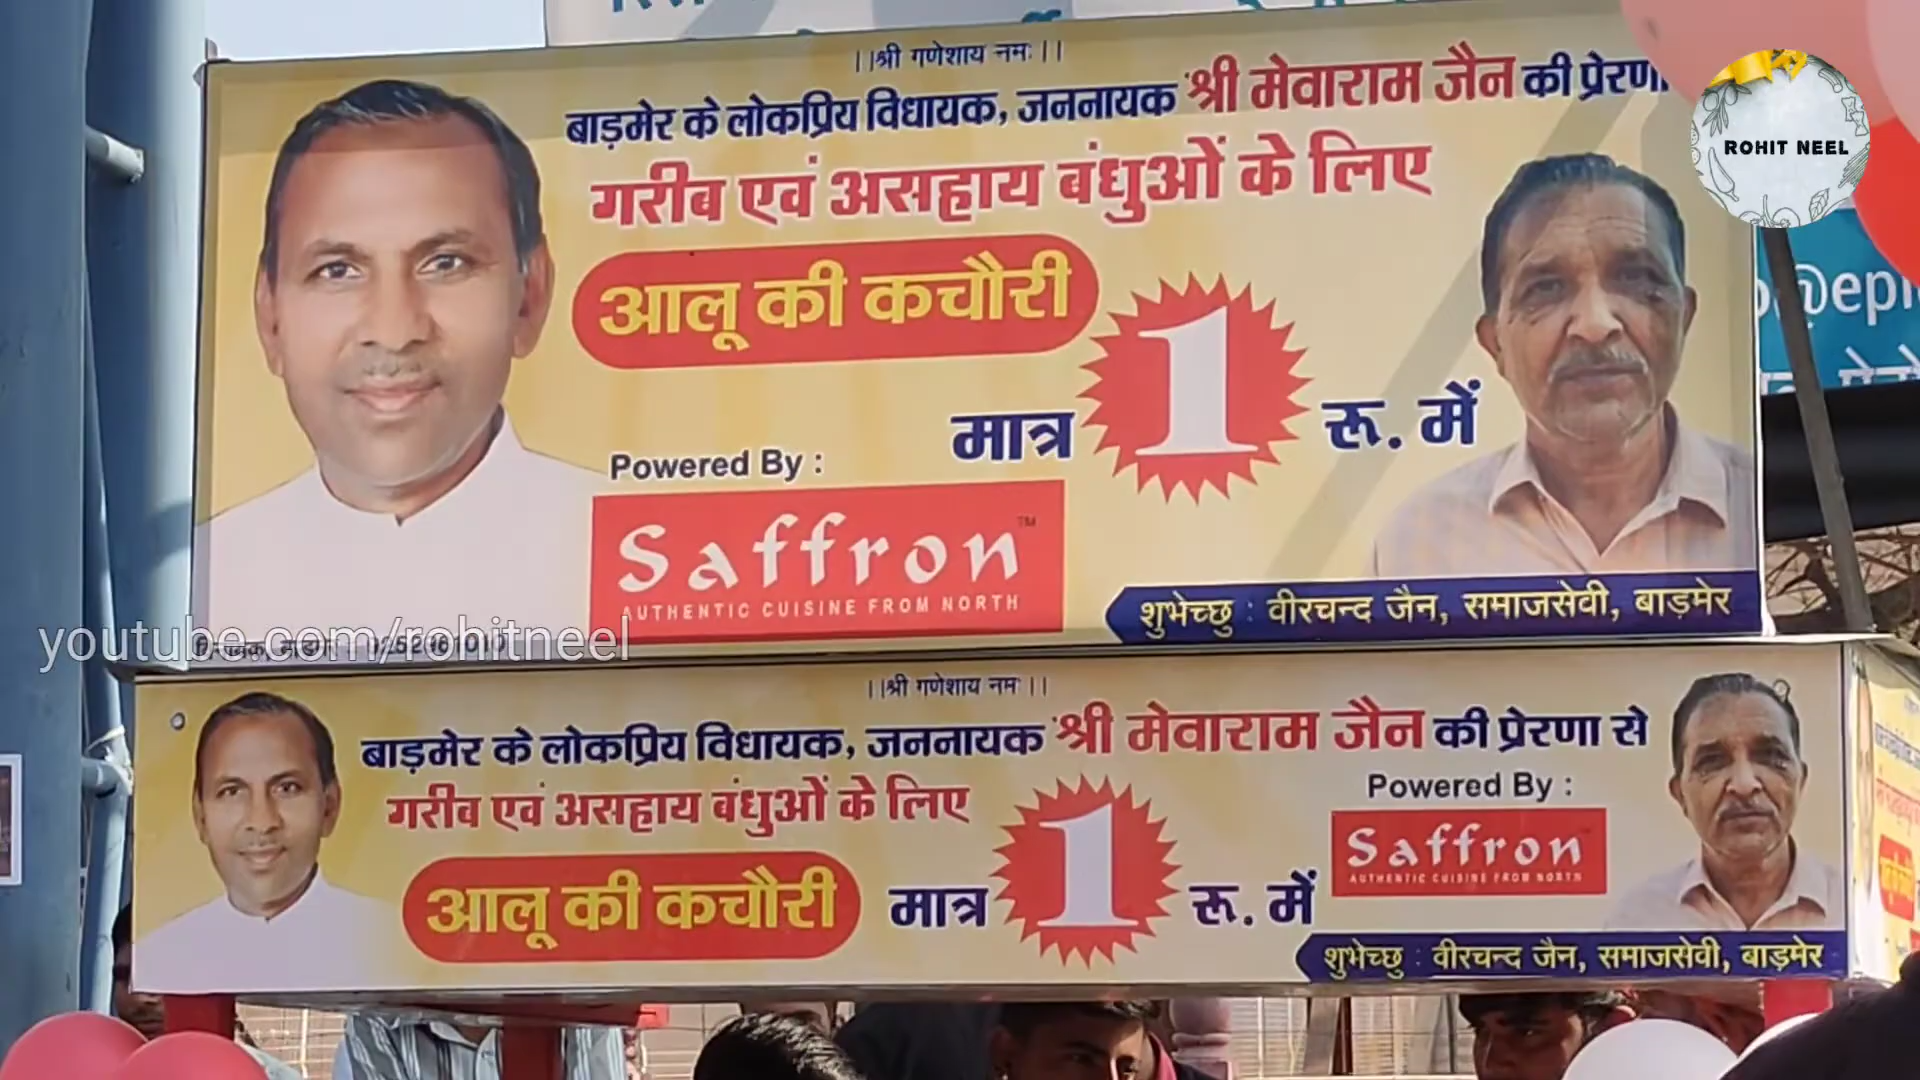 ||श्री गणेशाय नमः||
बाड़मेर के लोकप्रिय विधायक, जननायक श्री मेवाराम जैन की प्रेरणा
गरीब एवं असहाय बंधुओं के लिए
आलू की कचौरी
मात्र 1 रू. में
Powered By :
Saffron™
AUTHENTIC CUISINE FROM NORTH
शुभेच्छु : वीरचन्द जैन, समाजसेवी, बाड़मेर
ROHIT NEEL
@epi
youtube.com/rohitneel
||श्री गणेशाय नमः||
बाड़मेर के लोकप्रिय विधायक, जननायक श्री मेवाराम जैन की प्रेरणा से
गरीब एवं असहाय बंधुओं के लिए
आलू की कचौरी मात्र 1 रू. में
Powered By :
Saffron
AUTHENTIC CUISINE FROM NORTH
शुभेच्छु : वीरचन्द जैन, समाजसेवी, बाड़मेर